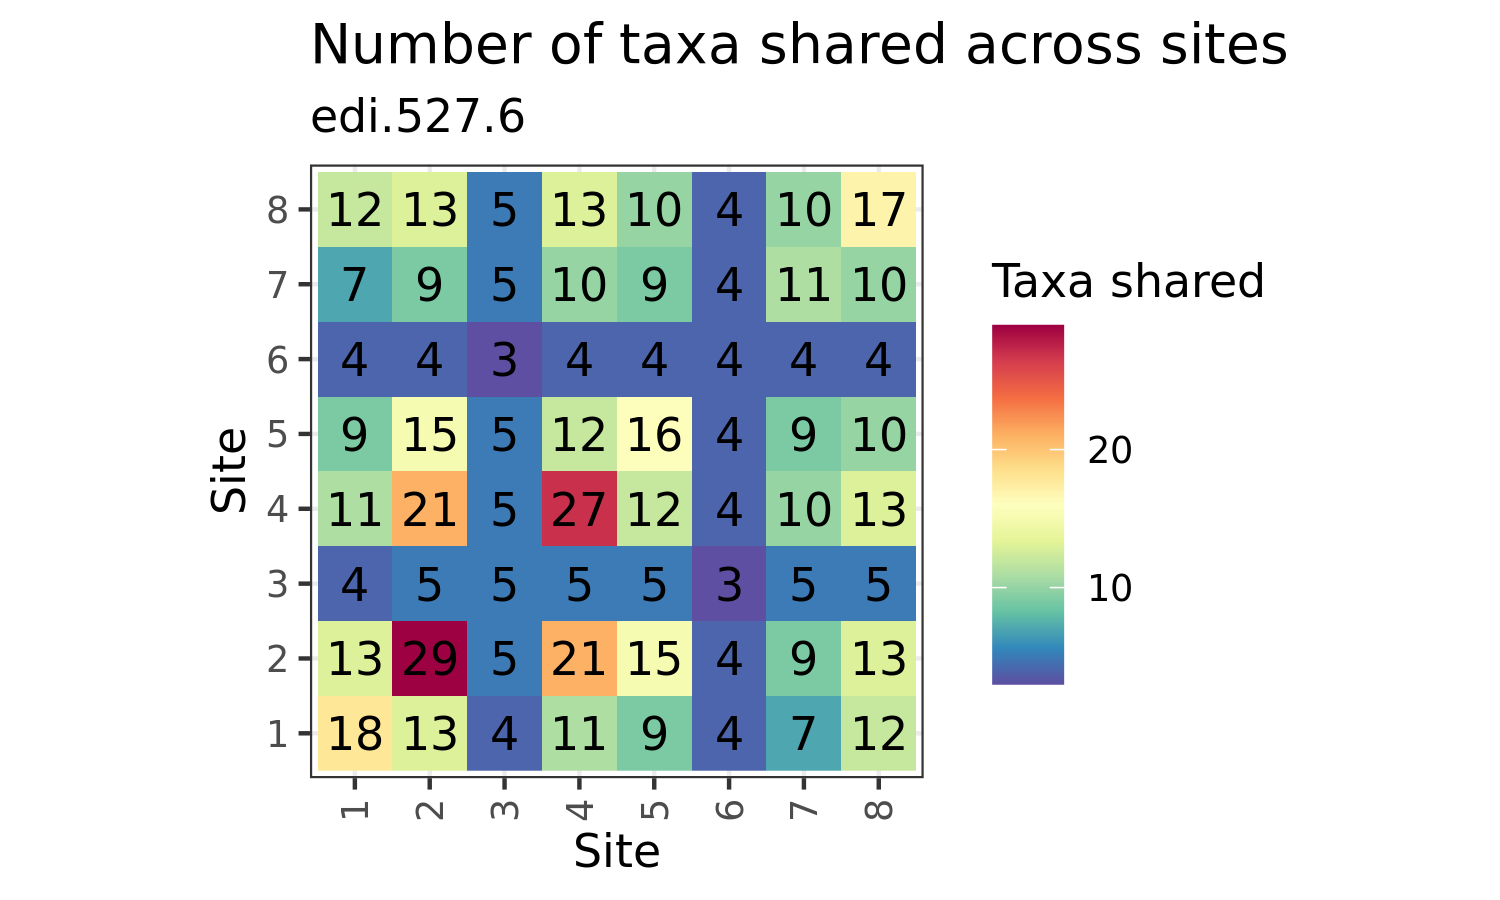 Number of taxa shared across sites
edi.527.6
8 12 13 5 13 10 4 10 17
7 7 9 5 10 9 4 11 10
6 4 4 3 4 4 4 4 4
5 9 15 5 12 16 4 9 10
4 11 21 5 27 12 4 10 13
3 4 5 5 5 5 3 5 5
2 13 29 5 21 15 4 9 13
1 18 13 4 11 9 4 7 12
1 2 3 4 5 6 7 8
Site
Site
Taxa shared
20
10